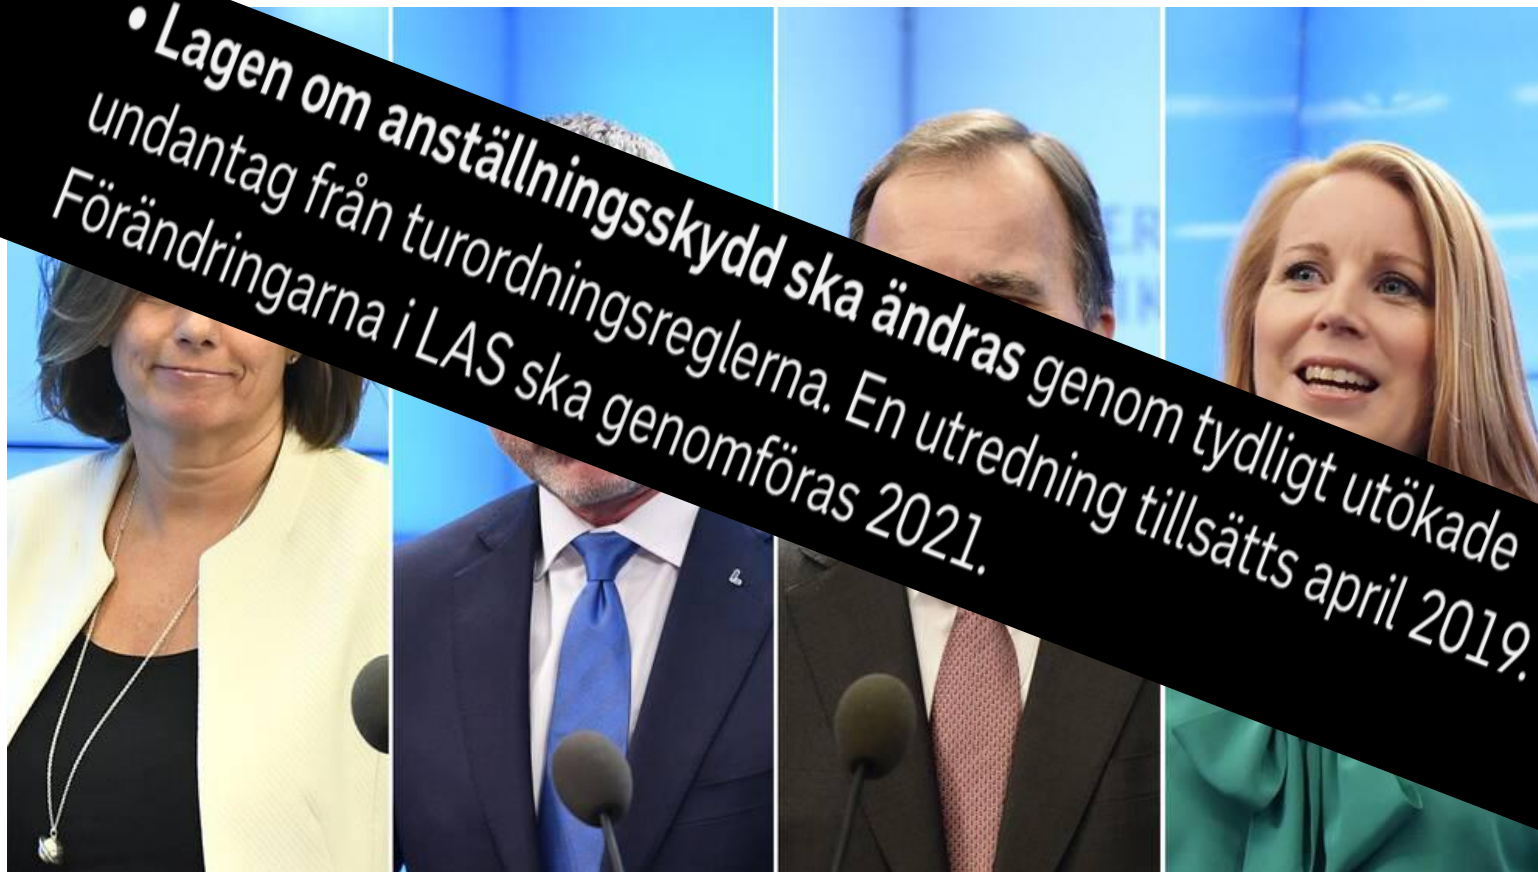 • Lagen om anställningsskydd ska ändras genom tydligt utökade
undantag från turordningsreglerna. En utredning tillsätts april 2019.
Förändringarna i LAS ska genomföras 2021.